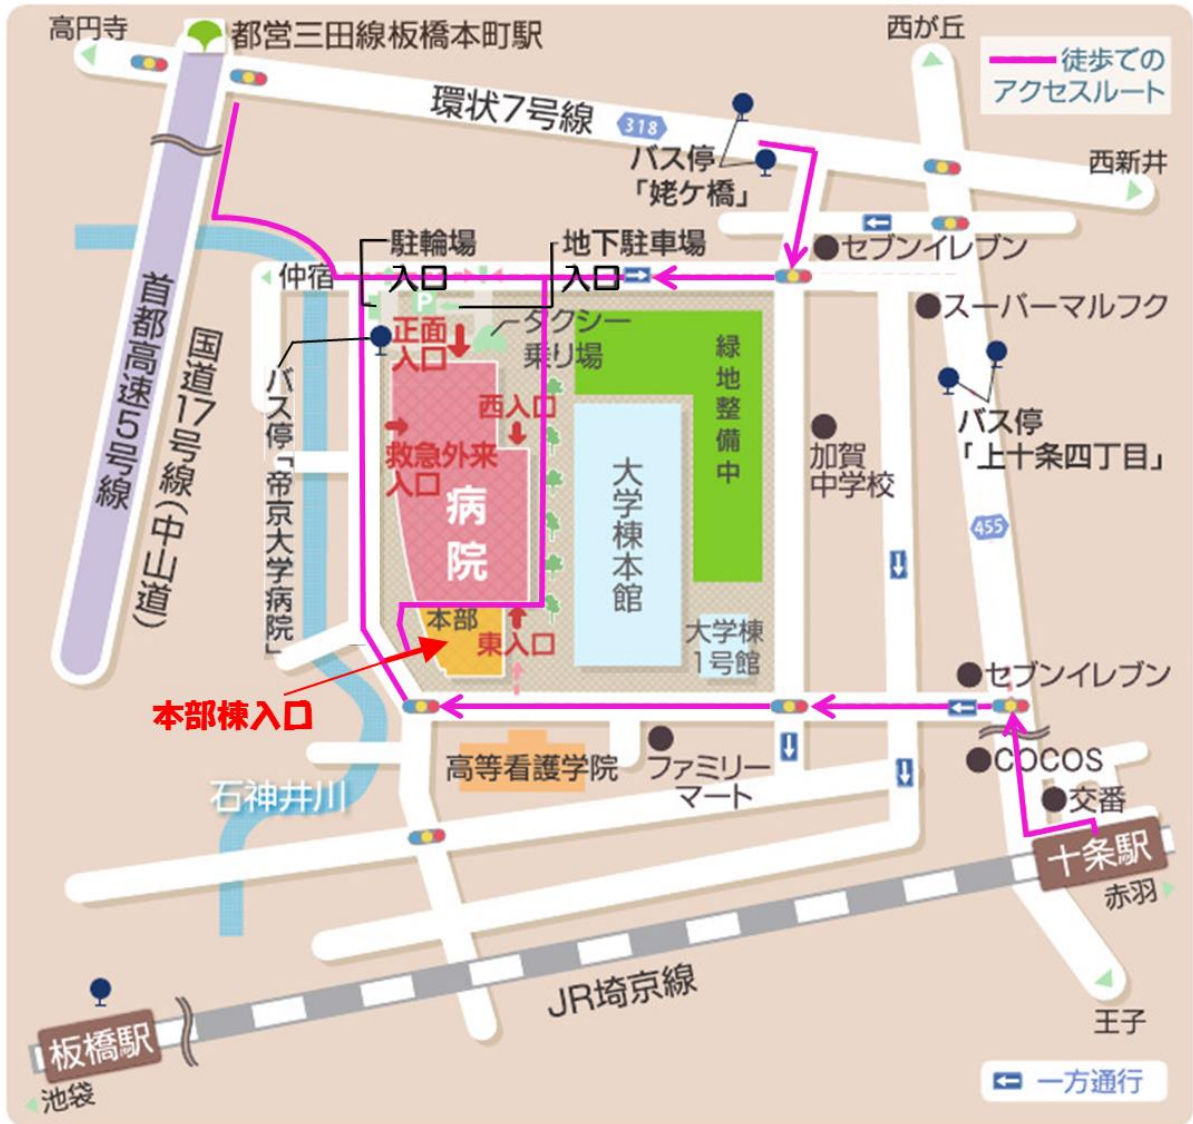 高円寺
都営三田線板橋本町駅
西が丘
徒歩での
アクセスルート
環状7号線
318
バス停
「姥ケ橋」
西新井
駐輪場
入口
地下駐車場
入口
セブンイレブン
仲宿
P
スーパーマルフク
正面
入口
タクシー
乗り場
緑地整備中
首都高速5号線
国道17号線(中山道)
バス停「帝京大学病院」
西入口
救急外来
入口
病院
大学棟本館
加賀
中学校
バス停
「上十条四丁目」
455
本部
東入口
大学棟
1号館
セブンイレブン
本部棟入口
高等看護学院
ファミリー
マート
COCOS
石神井川
交番
十条駅
赤羽
JR埼京線
王子
板橋駅
池袋
一方通行